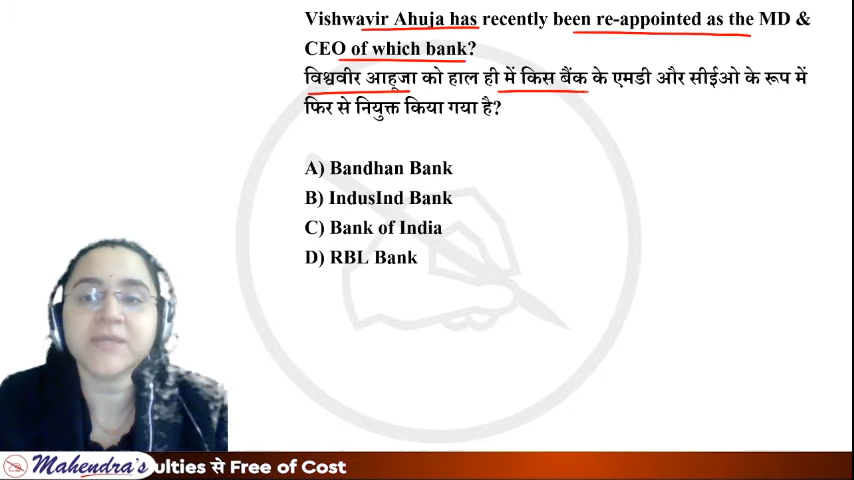 Vishwavir Ahuja has recently been re-appointed as the MD &
CEO of which bank?
विश्ववीर आहूजा को हाल ही में किस बैंक के एमडी और सीईओ के रूप में
फिर से नियुक्त किया गया है?
A) Bandhan Bank
B) IndusInd Bank
C) Bank of India
D) RBL Bank
Mahendra's ulties से Free of Cost